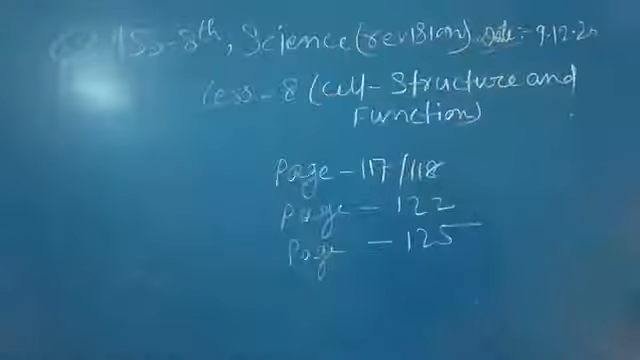 8th, Science (revision) Date:- 9.12.20
Less - 8 (Cell - Structure and
Function)
Page - 117/118
Page - 122
Page - 125